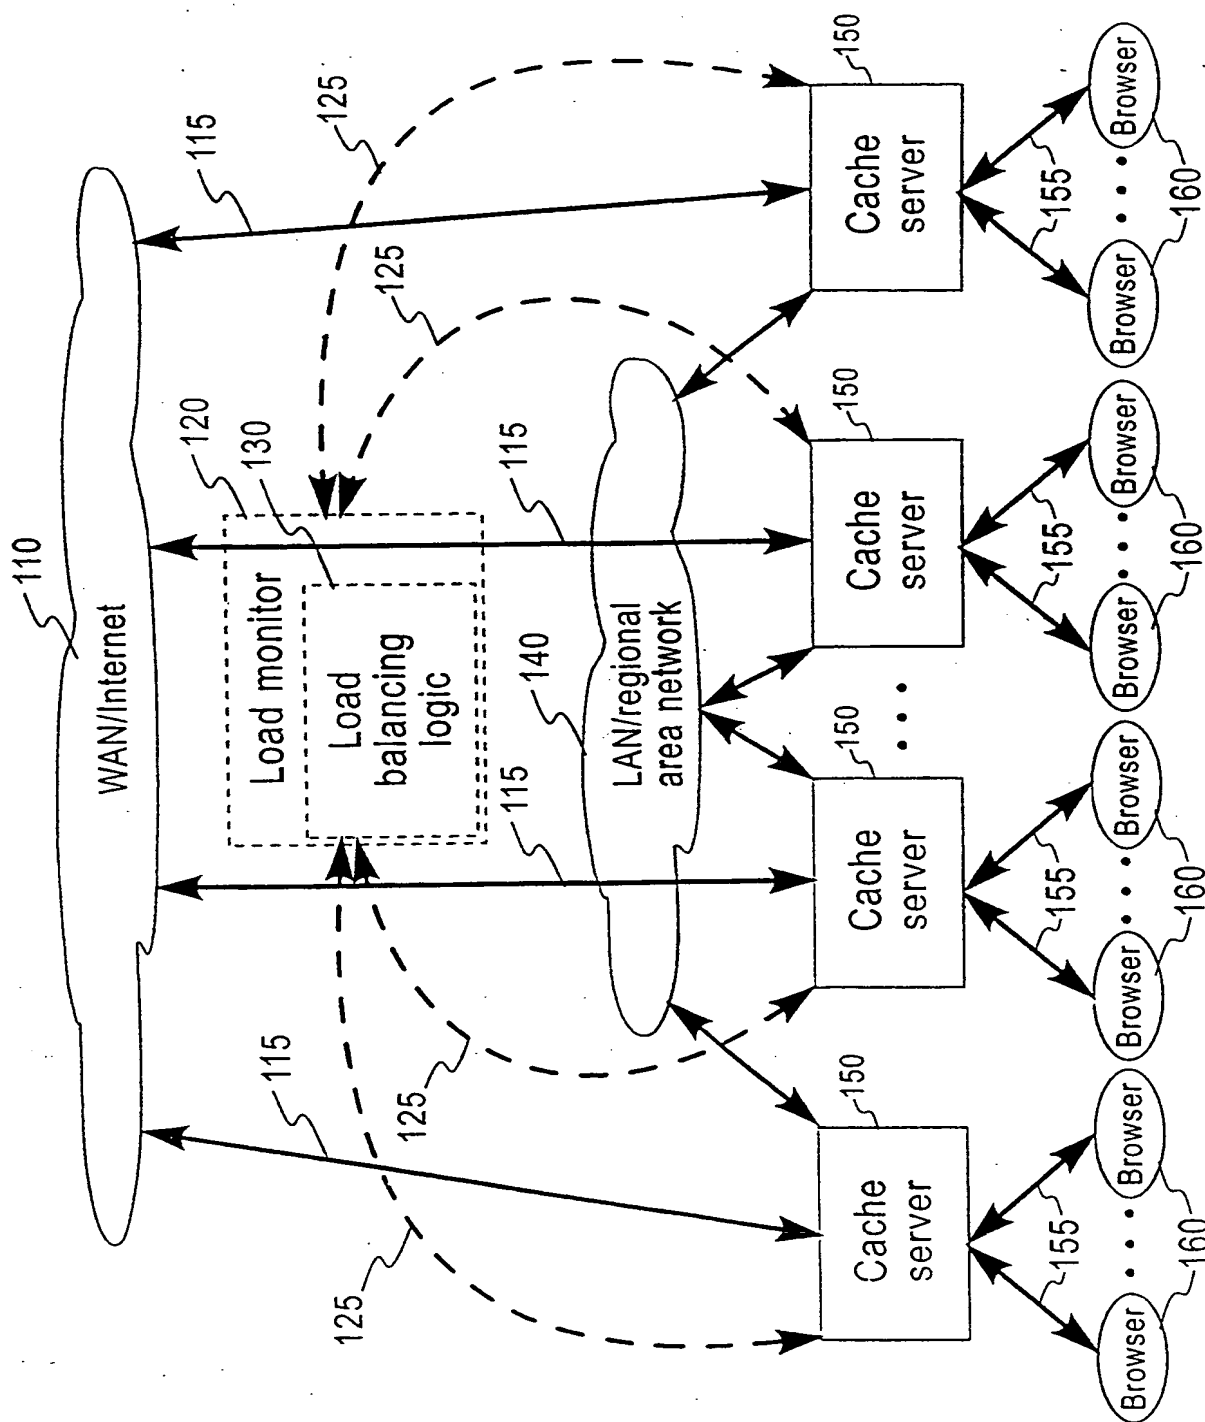 110
WAN/Internet
115
125
120
130
Load monitor
Load
balancing
logic
125
115
115
115
125
125
140
LAN/regional
area network
150
Cache
server
150
Cache
server
150
Cache
server
150
Cache
server
155
155
155
155
Browser
Browser
Browser
Browser
Browser
Browser
Browser
Browser
160
160
160
160